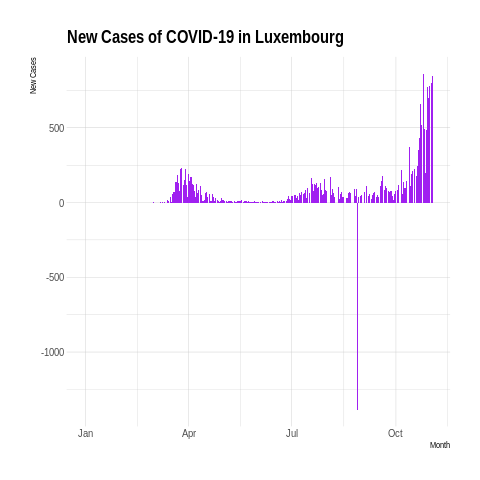 New Cases of COVID-19 in Luxembourg
New Cases
500
0
-500
-1000
Jan Apr Jul Oct
Month